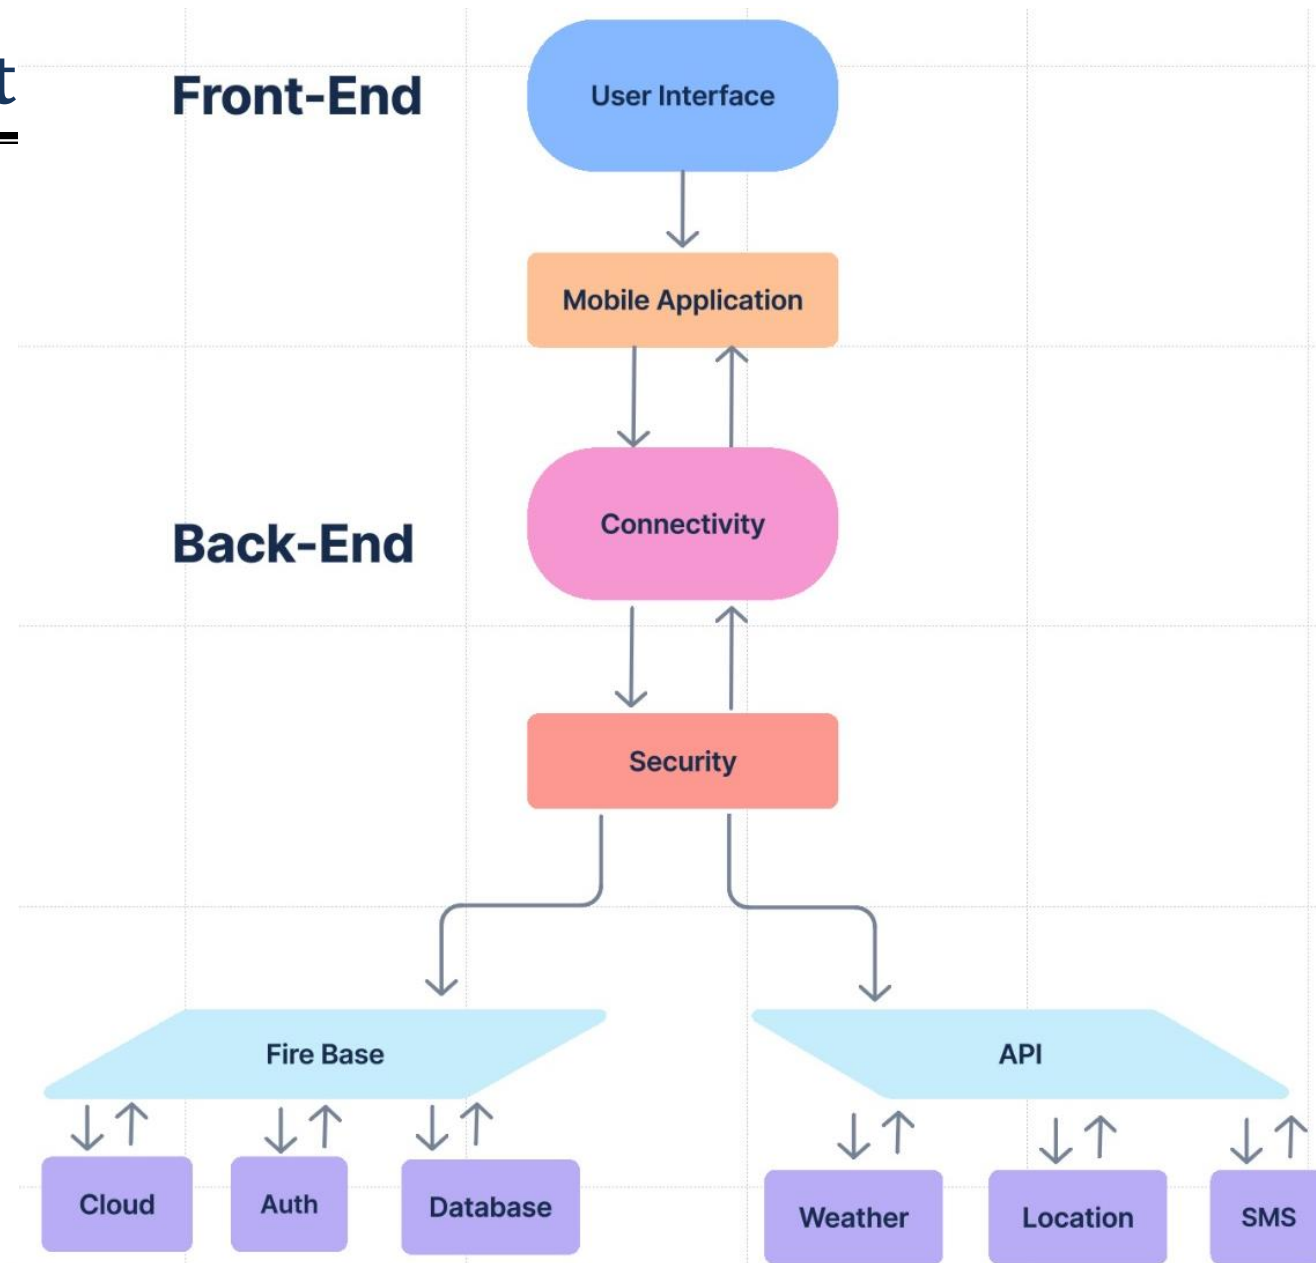 t
Front-End
User Interface
Mobile Application
Back-End
Connectivity
Security
Fire Base
API
Cloud
Auth
Database
Weather
Location
SMS